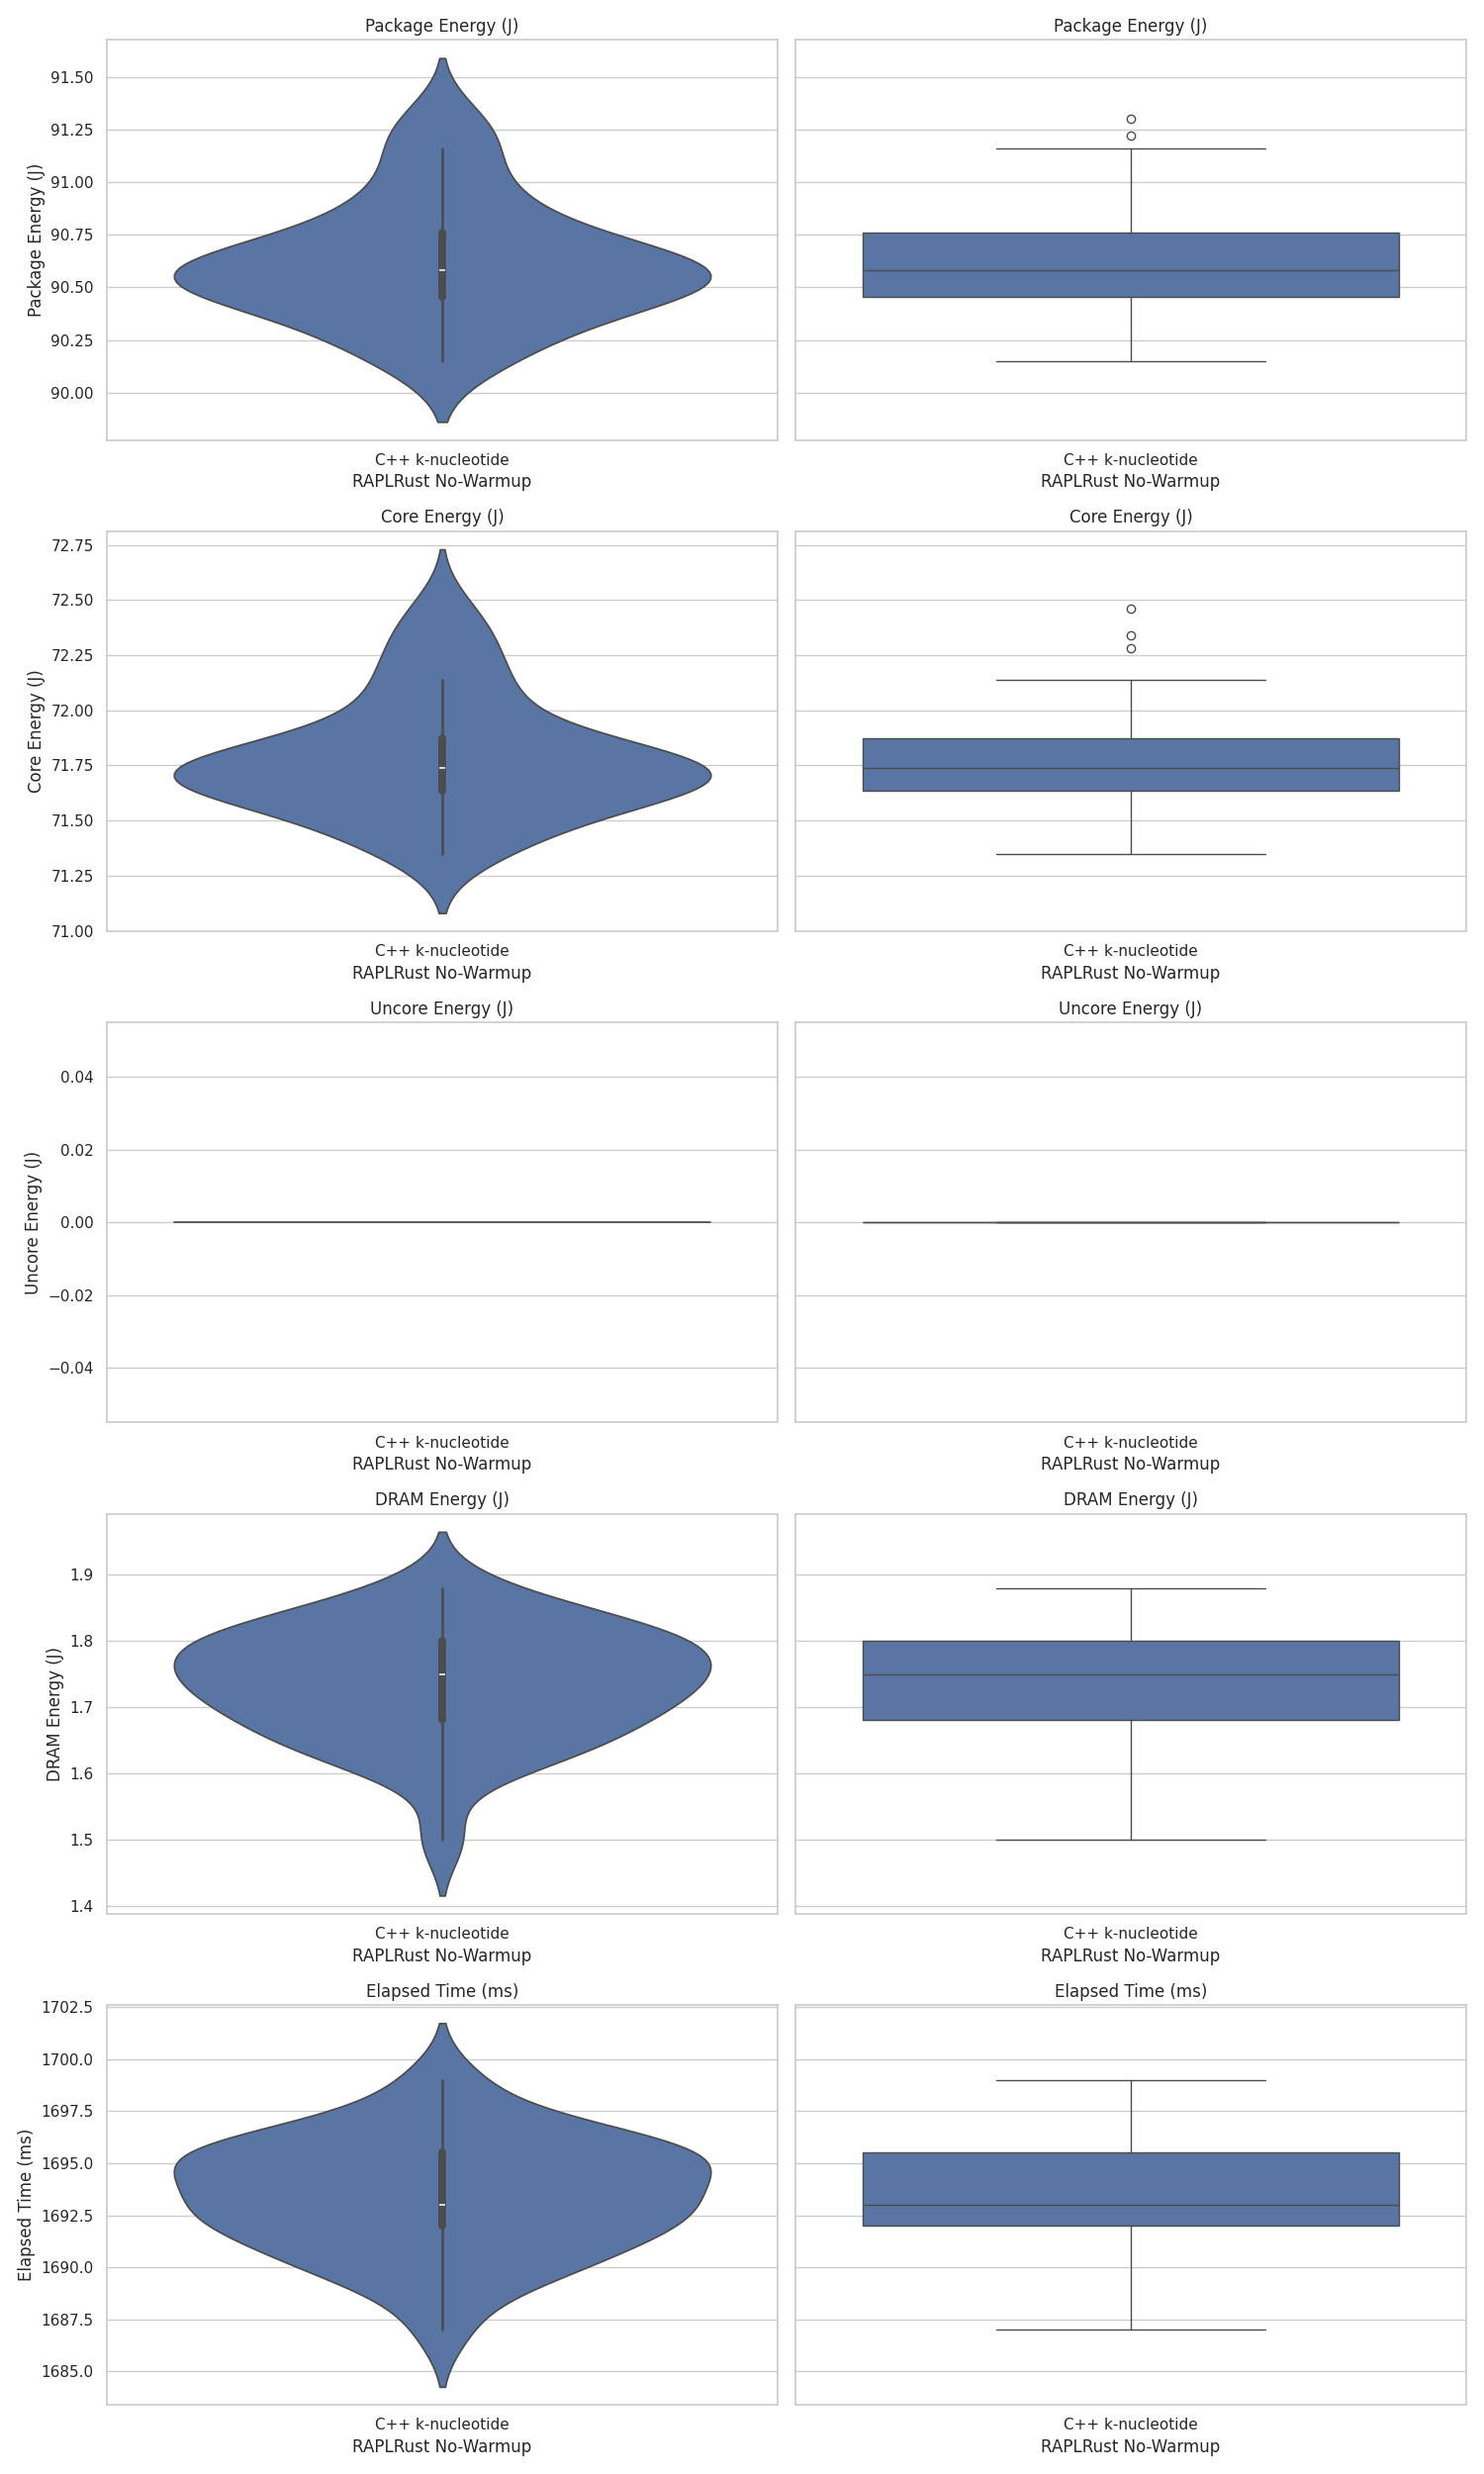 Package Energy (J)
Package Energy (J)
Package Energy (J)
91.50
91.25
91.00
90.75
90.50
90.25
90.00
C++ k-nucleotide
RAPLRust No-Warmup
C++ k-nucleotide
RAPLRust No-Warmup
Core Energy (J)
Core Energy (J)
Core Energy (J)
72.75
72.50
72.25
72.00
71.75
71.50
71.25
71.00
C++ k-nucleotide
RAPLRust No-Warmup
C++ k-nucleotide
RAPLRust No-Warmup
Uncore Energy (J)
Uncore Energy (J)
Uncore Energy (J)
0.04
0.02
0.00
−0.02
−0.04
C++ k-nucleotide
RAPLRust No-Warmup
C++ k-nucleotide
RAPLRust No-Warmup
DRAM Energy (J)
DRAM Energy (J)
DRAM Energy (J)
1.9
1.8
1.7
1.6
1.5
1.4
C++ k-nucleotide
RAPLRust No-Warmup
C++ k-nucleotide
RAPLRust No-Warmup
Elapsed Time (ms)
Elapsed Time (ms)
Elapsed Time (ms)
1702.5
1700.0
1697.5
1695.0
1692.5
1690.0
1687.5
1685.0
C++ k-nucleotide
RAPLRust No-Warmup
C++ k-nucleotide
RAPLRust No-Warmup